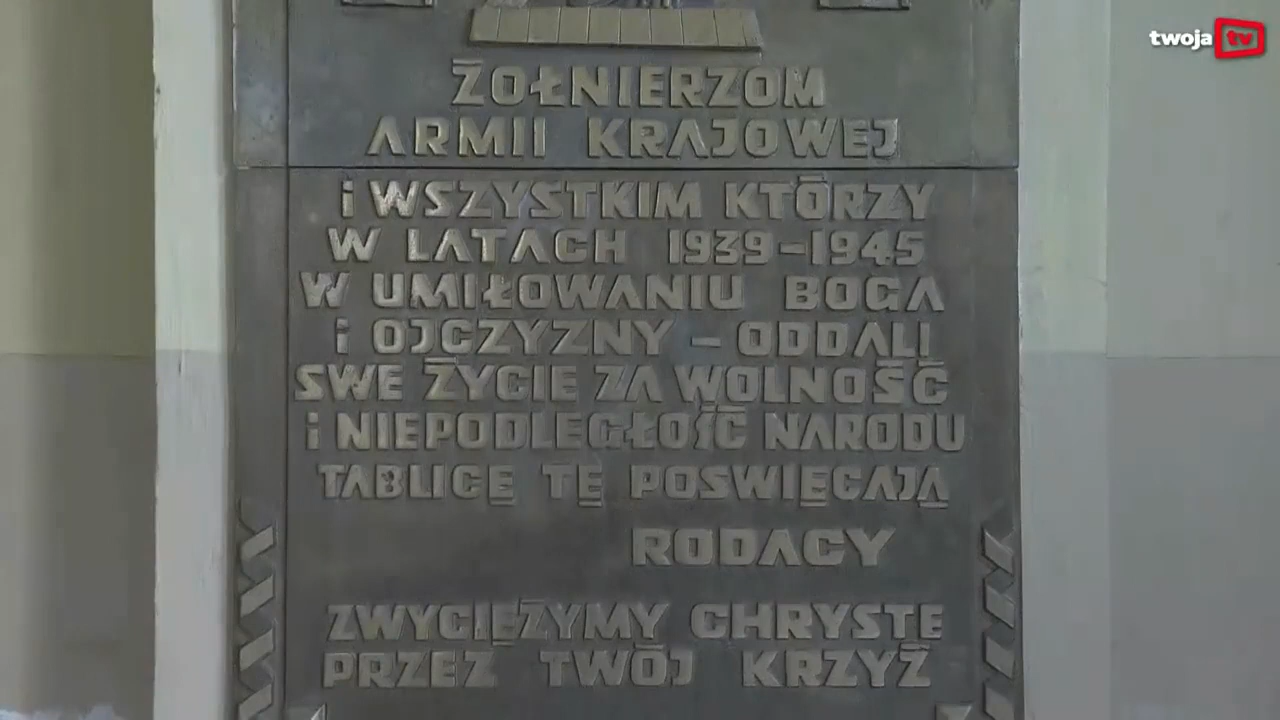 twoja tv
ŻOŁNIERZOM
ARMII KRAJOWEJ
i WSZYSTKIM KTÓRZY
W LATACH 1939-1945
W UMIŁOWANIU BOGA
i OJCZYZNY - ODDALI
SWE ŻYCIE ZA WOLNOŚĆ
i NIEPODLEGŁOŚĆ NARODU
TABLICĘ TĘ POSWIĘCAJĄ
RODACY
ZWYCIĘŻYMY CHRYSTE
PRZEZ TWÓJ KRZYŻ